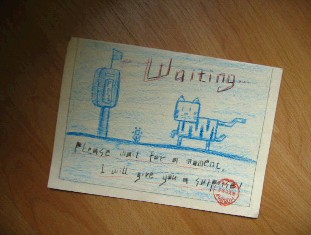 Waiting...
Please wait for a moment,
I will give you a surprise!